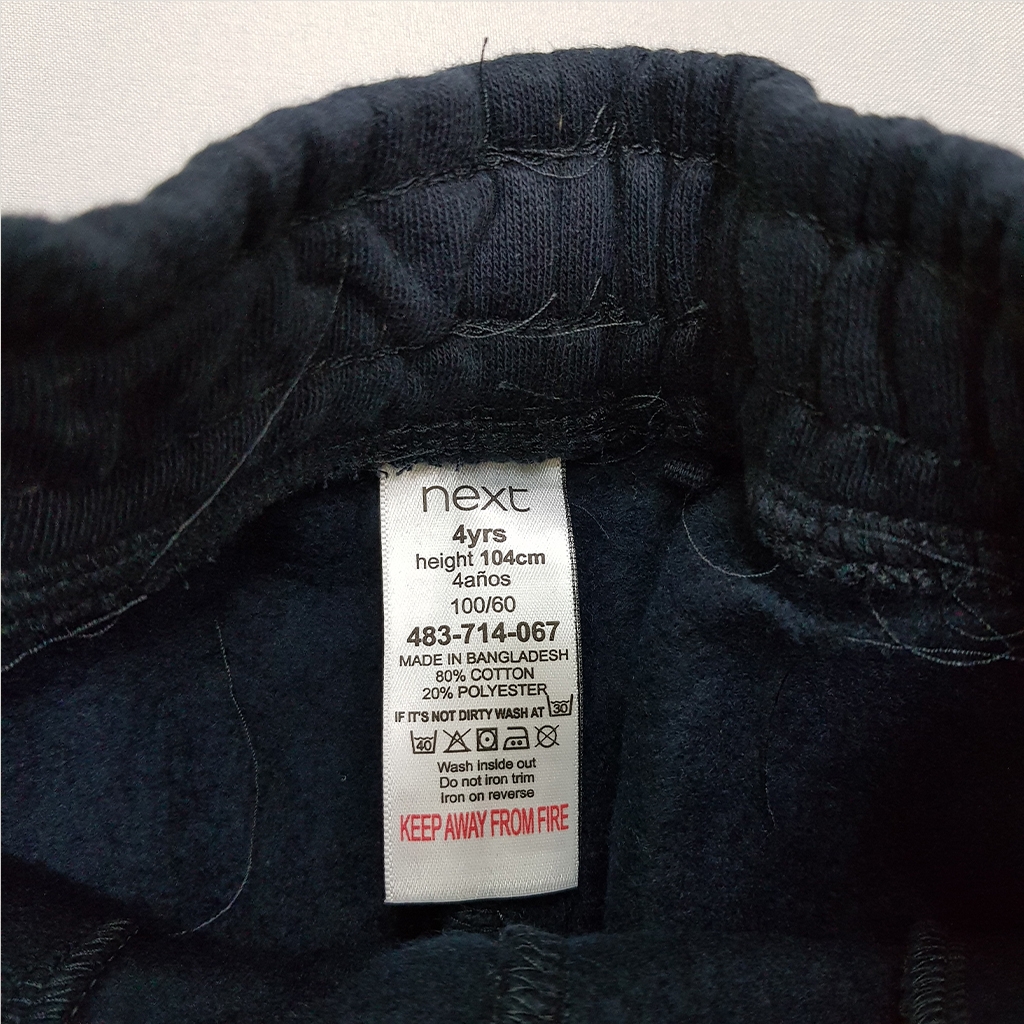 next
4yrs
height 104cm
4años
100/60
483-714-067
MADE IN BANGLADESH
80% COTTON
20% POLYESTER
IF IT'S NOT DIRTY WASH AT 30
40
Wash inside out
Do not iron trim
Iron on reverse
KEEP AWAY FROM FIRE